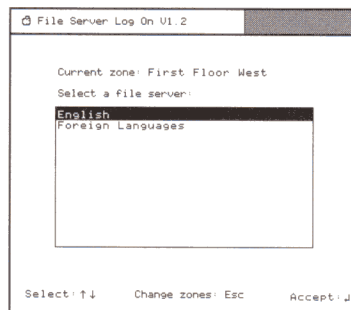 File Server Log On V1.2
Current zone: First Floor West
Select a file server:
English
Foreign Languages
Select: ↑↓ Change zones: Esc Accept: ↲